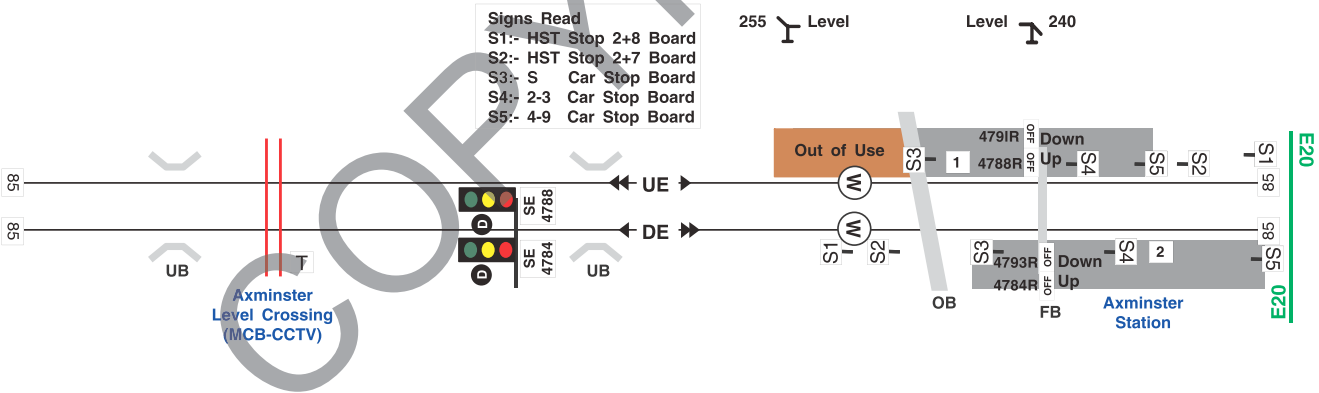 Signs Read
S1:- HST Stop 2+8 Board
S2:- HST Stop 2+7 Board
S3:- S Car Stop Board
S4:- 2-3 Car Stop Board
S5:- 4-9 Car Stop Board
255 Level
Level 240
Out of Use
S3
1
479IR OFF Down
4788R OFF Up
S4
S5
S2
S1
E20
85
UE
W
85
SE 4788
D
85
DE
W
85
SE 4784
D
UB
T
UB
S1
S2
S3
4793R OFF Down
4784R OFF Up
S4
2
S5
E20
OB
FB
Axminster
Level Crossing
(MCB-CCTV)
Axminster
Station
COPY